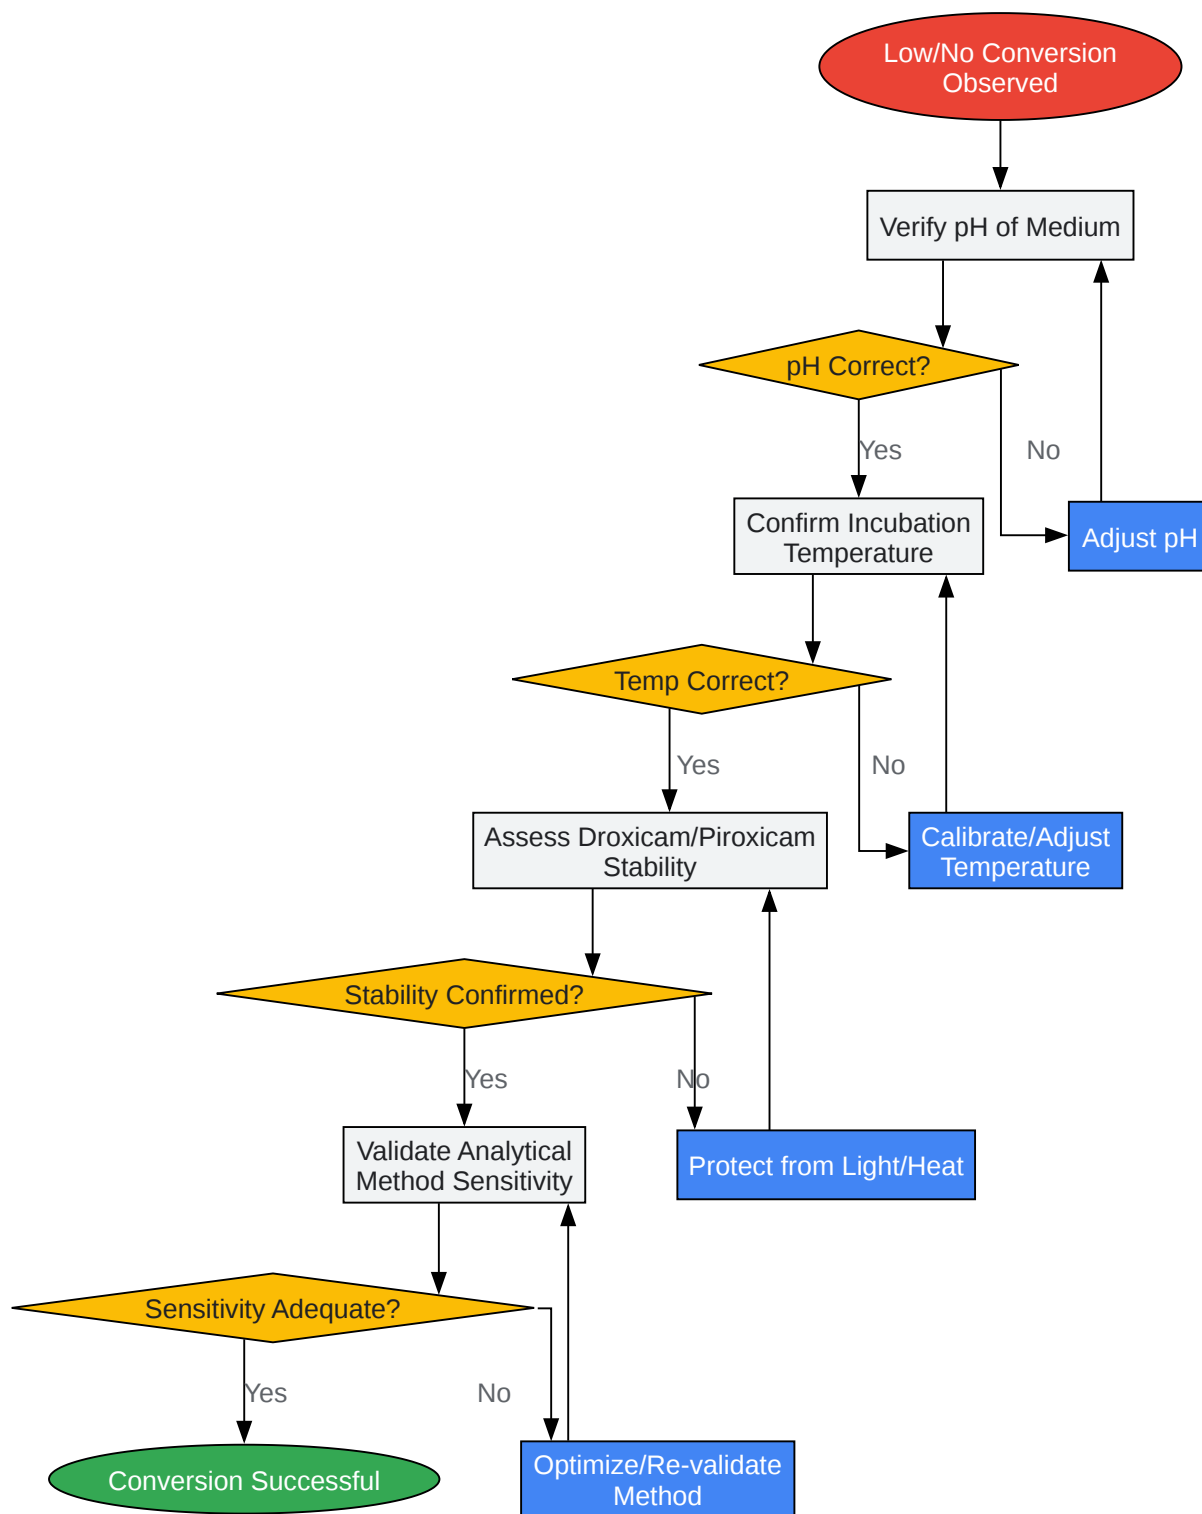 Low/No Conversion
Observed
Verify pH of Medium
pH Correct?
Yes
No
Confirm Incubation
Temperature
Adjust pH
Temp Correct?
Yes
No
Assess Droxicam/Piroxicam
Stability
Calibrate/Adjust
Temperature
Stability Confirmed?
Yes
No
Validate Analytical
Method Sensitivity
Protect from Light/Heat
Sensitivity Adequate?
Yes
No
Conversion Successful
Optimize/Re-validate
Method